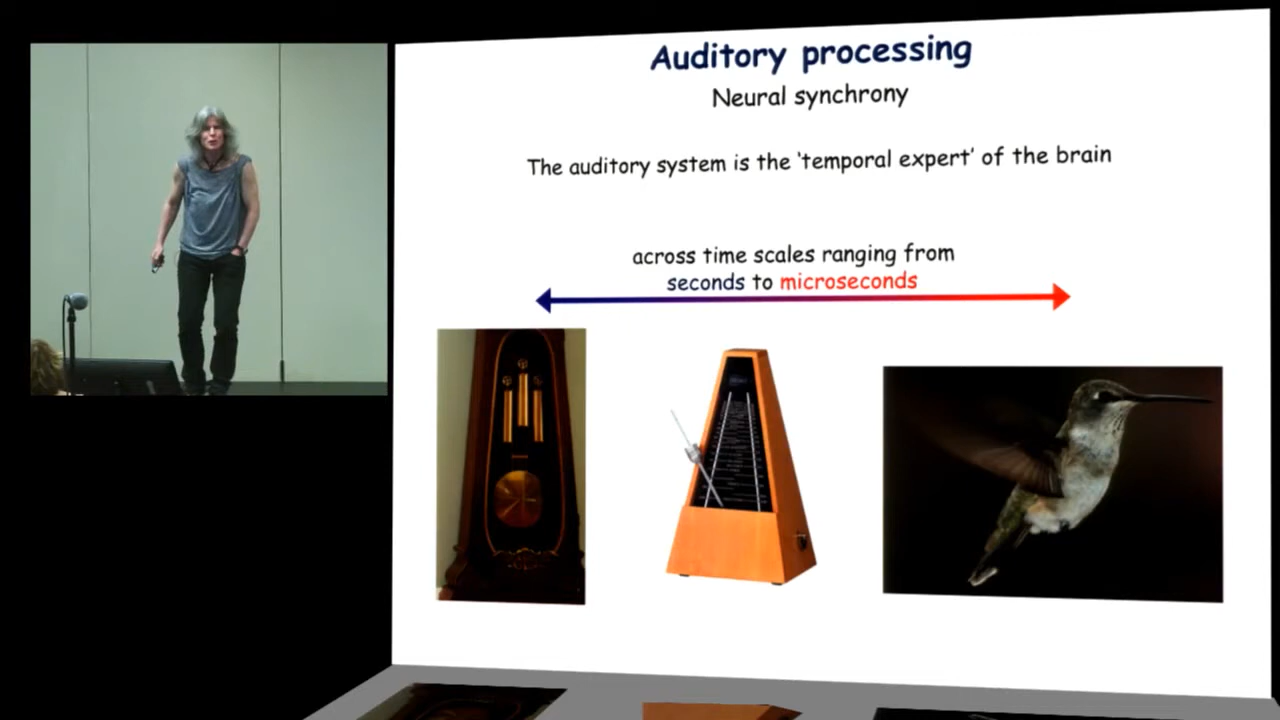 Auditory processing
Neural synchrony
The auditory system is the 'temporal expert' of the brain
across time scales ranging from
seconds to microseconds